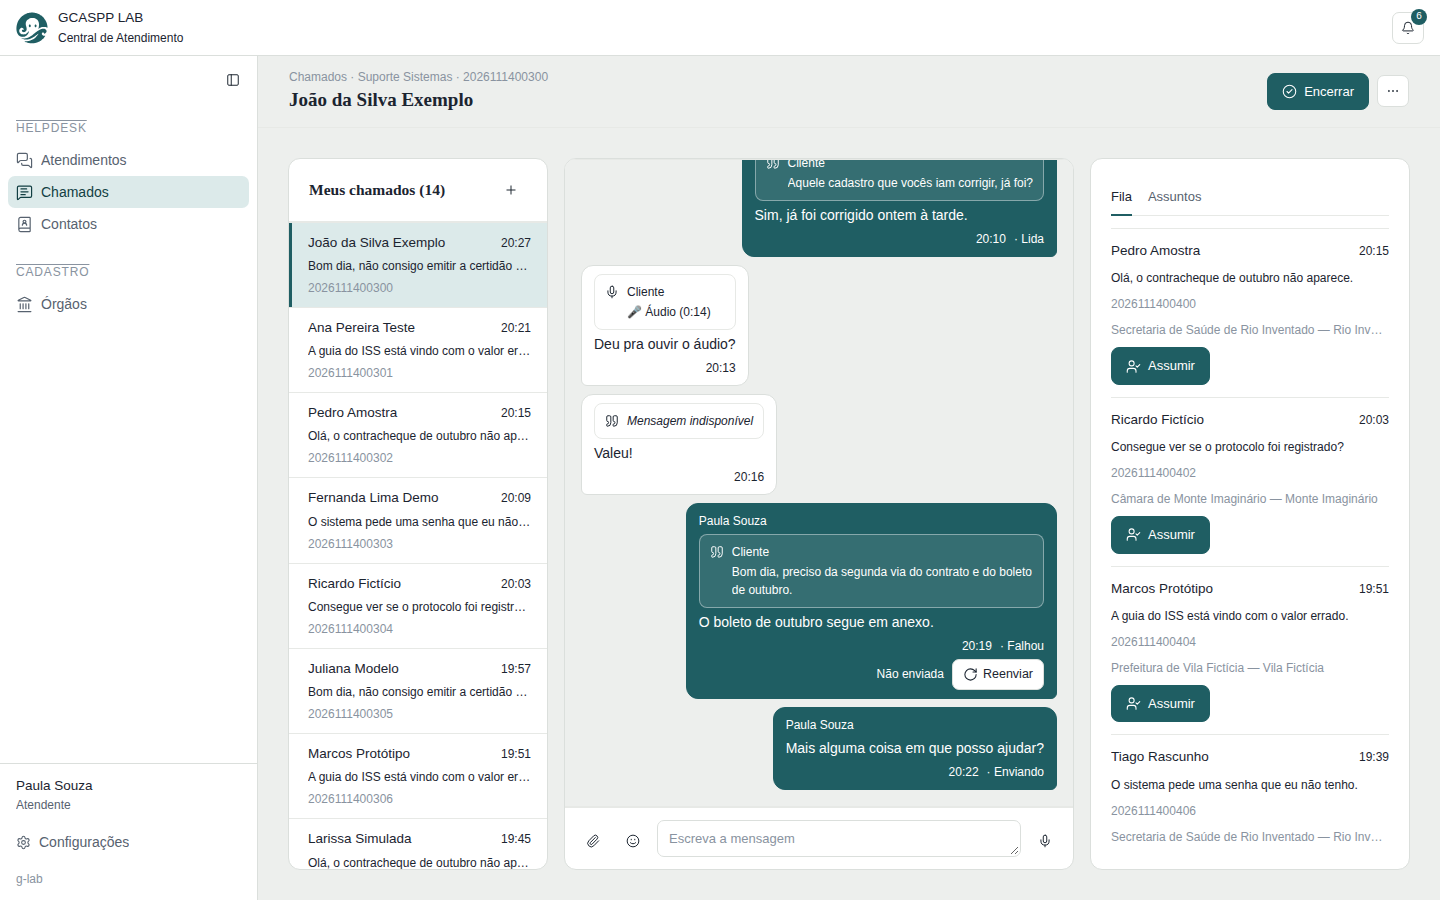 GCASPP LAB
Central de Atendimento
6
HELPDESK
Atendimentos
Chamados
Contatos
CADASTRO
Órgãos
Paula Souza
Atendente
Configurações
g-lab
Chamados · Suporte Sistemas · 2026111400300
João da Silva Exemplo
Encerrar
Meus chamados (14)
João da Silva Exemplo 20:27
Bom dia, não consigo emitir a certidão …
2026111400300
Ana Pereira Teste 20:21
A guia do ISS está vindo com o valor er…
2026111400301
Pedro Amostra 20:15
Olá, o contracheque de outubro não ap…
2026111400302
Fernanda Lima Demo 20:09
O sistema pede uma senha que eu não…
2026111400303
Ricardo Fictício 20:03
Consegue ver se o protocolo foi registr…
2026111400304
Juliana Modelo 19:57
Bom dia, não consigo emitir a certidão …
2026111400305
Marcos Protótipo 19:51
A guia do ISS está vindo com o valor er…
2026111400306
Larissa Simulada 19:45
Olá, o contracheque de outubro não ap…
Cliente
Aquele cadastro que vocês iam corrigir, já foi?
Sim, já foi corrigido ontem à tarde.
20:10 · Lida
Cliente
🎤 Áudio (0:14)
Deu pra ouvir o áudio?
20:13
Mensagem indisponível
Valeu!
20:16
Paula Souza
Cliente
Bom dia, preciso da segunda via do contrato e do boleto
de outubro.
O boleto de outubro segue em anexo.
20:19 · Falhou
Não enviada Reenviar
Paula Souza
Mais alguma coisa em que posso ajudar?
20:22 · Enviando
Escreva a mensagem
Fila Assuntos
Pedro Amostra 20:15
Olá, o contracheque de outubro não aparece.
2026111400400
Secretaria de Saúde de Rio Inventado — Rio Inv…
Assumir
Ricardo Fictício 20:03
Consegue ver se o protocolo foi registrado?
2026111400402
Câmara de Monte Imaginário — Monte Imaginário
Assumir
Marcos Protótipo 19:51
A guia do ISS está vindo com o valor errado.
2026111400404
Prefeitura de Vila Fictícia — Vila Fictícia
Assumir
Tiago Rascunho 19:39
O sistema pede uma senha que eu não tenho.
2026111400406
Secretaria de Saúde de Rio Inventado — Rio Inv…